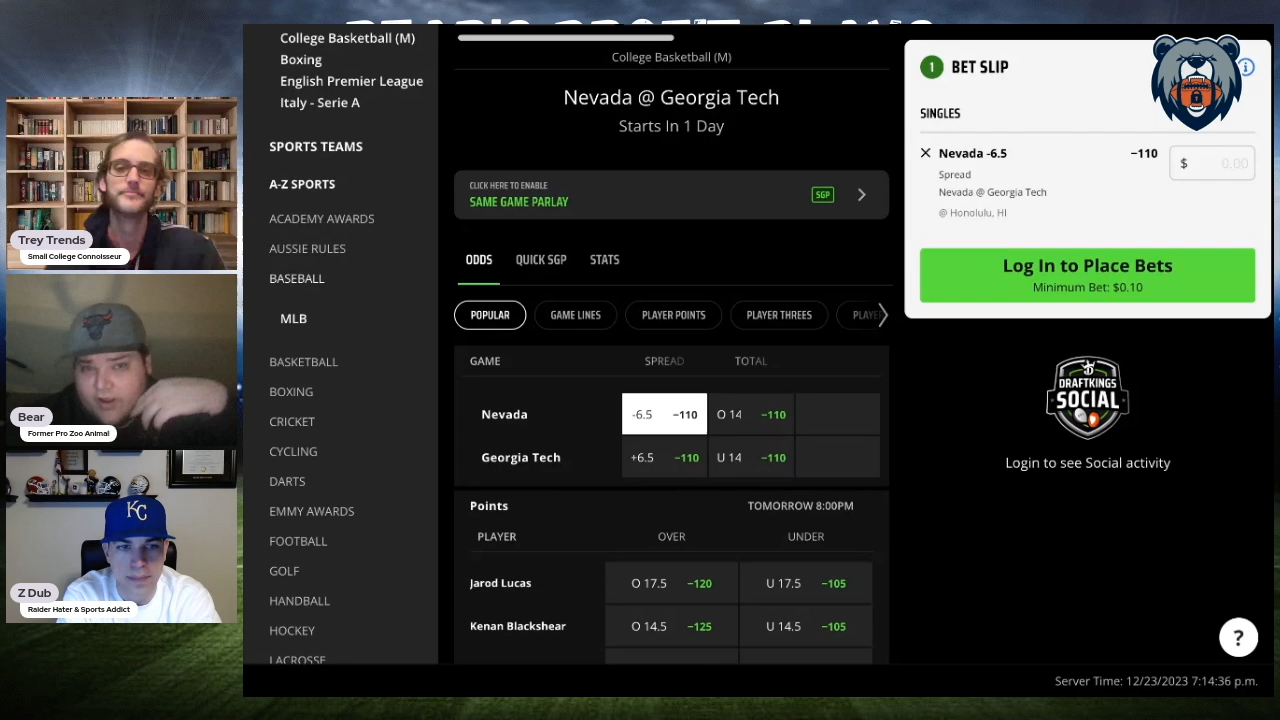 College Basketball (M)
Boxing
English Premier League
Italy - Serie A
SPORTS TEAMS
A-Z SPORTS
ACADEMY AWARDS
AUSSIE RULES
BASEBALL
MLB
BASKETBALL
BOXING
CRICKET
CYCLING
DARTS
EMMY AWARDS
FOOTBALL
GOLF
HANDBALL
HOCKEY
LACROSSE
Trey Trends
Small College Connoisseur
Bear
Former Pro Zoo Animal
KC
Z Dub
Raider Hater & Sports Addict
College Basketball (M)
Nevada @ Georgia Tech
Starts In 1 Day
CLICK HERE TO ENABLE
SAME GAME PARLAY
SGP
ODDS QUICK SGP STATS
POPULAR GAME LINES PLAYER POINTS PLAYER THREES
GAME SPREAD TOTAL
Nevada -6.5 −110 O 14 −110
Georgia Tech +6.5 −110 U 14 −110
Points TOMORROW 8:00PM
PLAYER OVER UNDER
Jarod Lucas O 17.5 −120 U 17.5 −105
Kenan Blackshear O 14.5 −125 U 14.5 −105
1 BET SLIP
SINGLES
Nevada -6.5 −110 $ 0.00
Spread
Nevada @ Georgia Tech
@ Honolulu, HI
Log In to Place Bets
Minimum Bet: $0.10
DRAFTKINGS
SOCIAL
Login to see Social activity
?
Server Time: 12/23/2023 7:14:36 p.m.